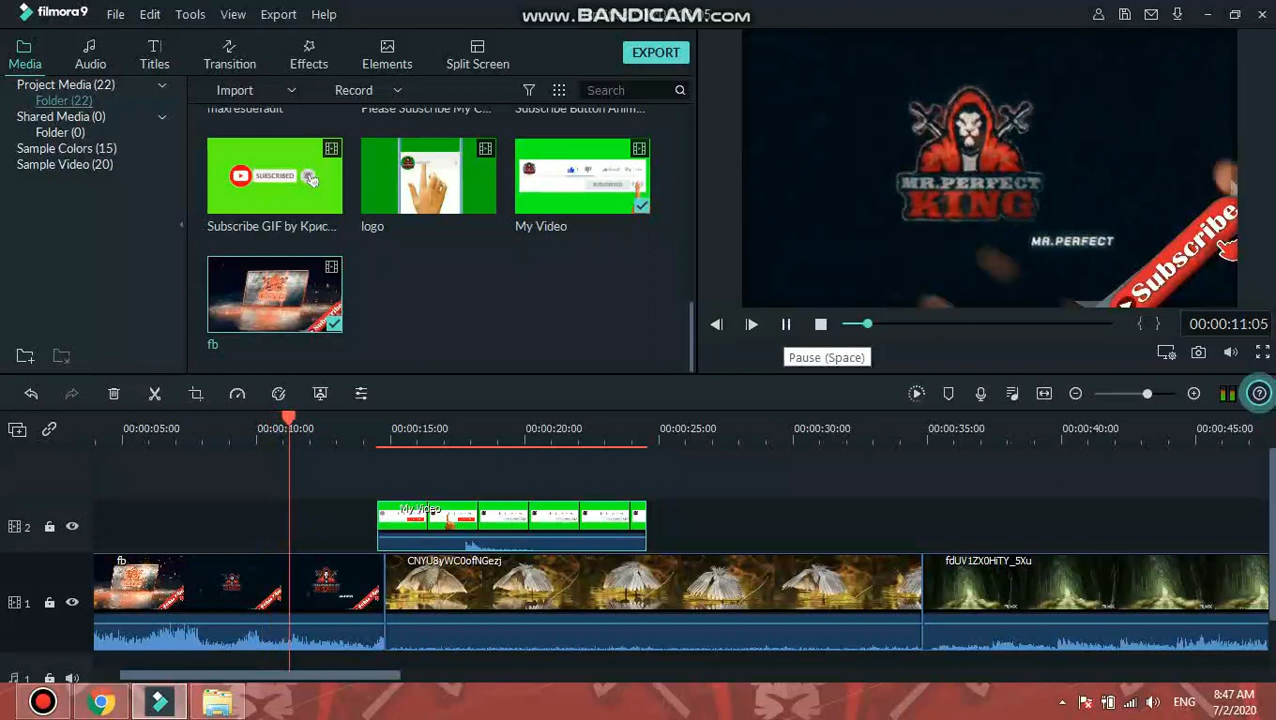 filmora9
File Edit Tools View Export Help
www.BANDICAM.com
Media Audio Titles Transition Effects Elements Split Screen
EXPORT
Project Media (22)
Folder (22)
Shared Media (0)
Folder (0)
Sample Colors (15)
Sample Video (20)
Import Record Search
maxresdefault Please Subscribe My C... Subscribe Button Anim...
SUBSCRIBED
Subscribe GIF by Крис... logo My Video
fb
MR.PERFECT
KING
MR.PERFECT
Subscribe
00:00:11:05
Pause (Space)
00:00:05:00 00:00:10:00 00:00:15:00 00:00:20:00 00:00:25:00 00:00:30:00 00:00:35:00 00:00:40:00 00:00:45:00
My Video
2
fb CNYU8yWC0ofNGezj fdUV1ZX0HiTY_5Xu
1
1
ENG
8:47 AM
7/2/2020